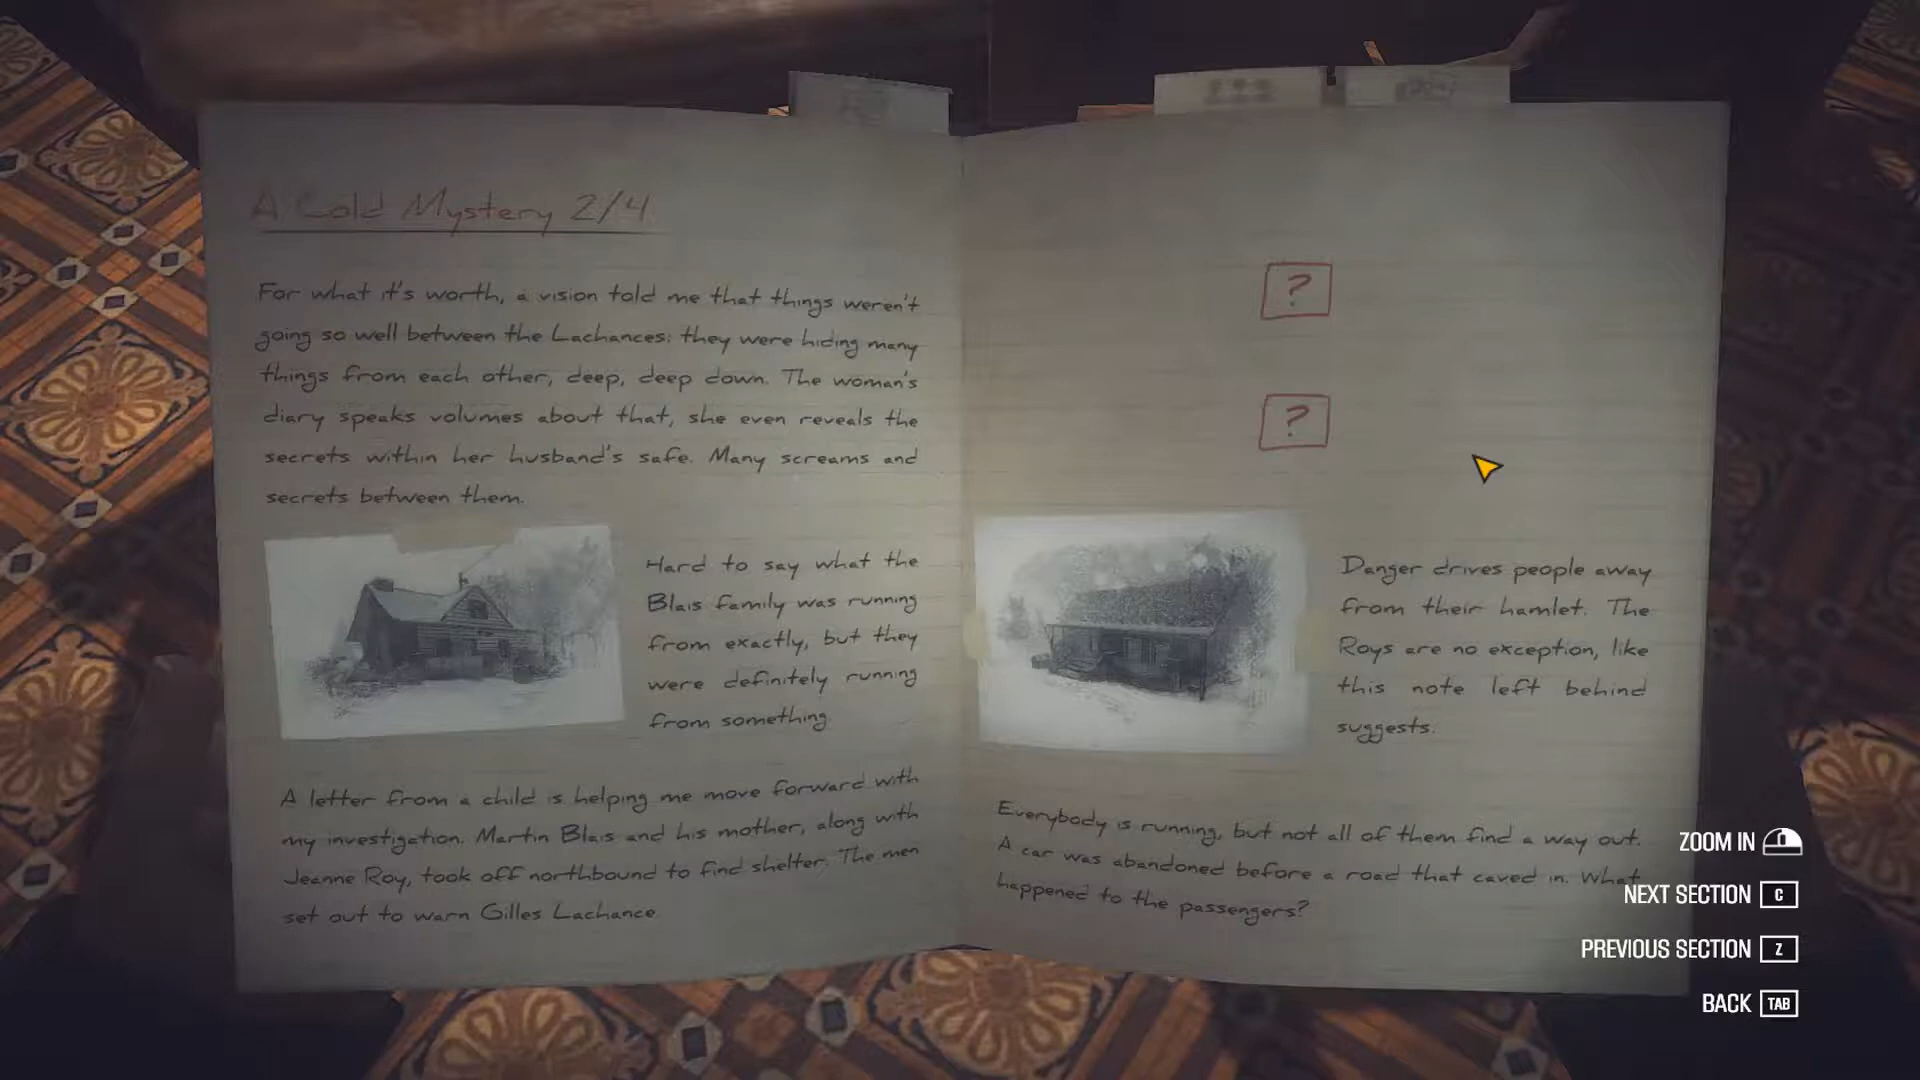 A Cold Mystery 2/4
For what it's worth, a vision told me that things weren't
going so well between the Lachances: they were hiding many
things from each other, deep, deep down. The woman's
diary speaks volumes about that, she even reveals the
secrets within her husband's safe. Many screams and
secrets between them.
Hard to say what the
Blais family was running
from exactly, but they
were definitely running
from something.
A letter from a child is helping me move forward with
my investigation. Martin Blais and his mother, along with
Jeanne Roy, took off northbound to find shelter. The men
set out to warn Gilles Lachance.
?
?
Danger drives people away
from their hamlet. The
Roys are no exception, like
this note left behind
suggests.
Everybody is running, but not all of them find a way out.
A car was abandoned before a road that caved in. What
happened to the passengers?
ZOOM IN
NEXT SECTION C
PREVIOUS SECTION Z
BACK TAB